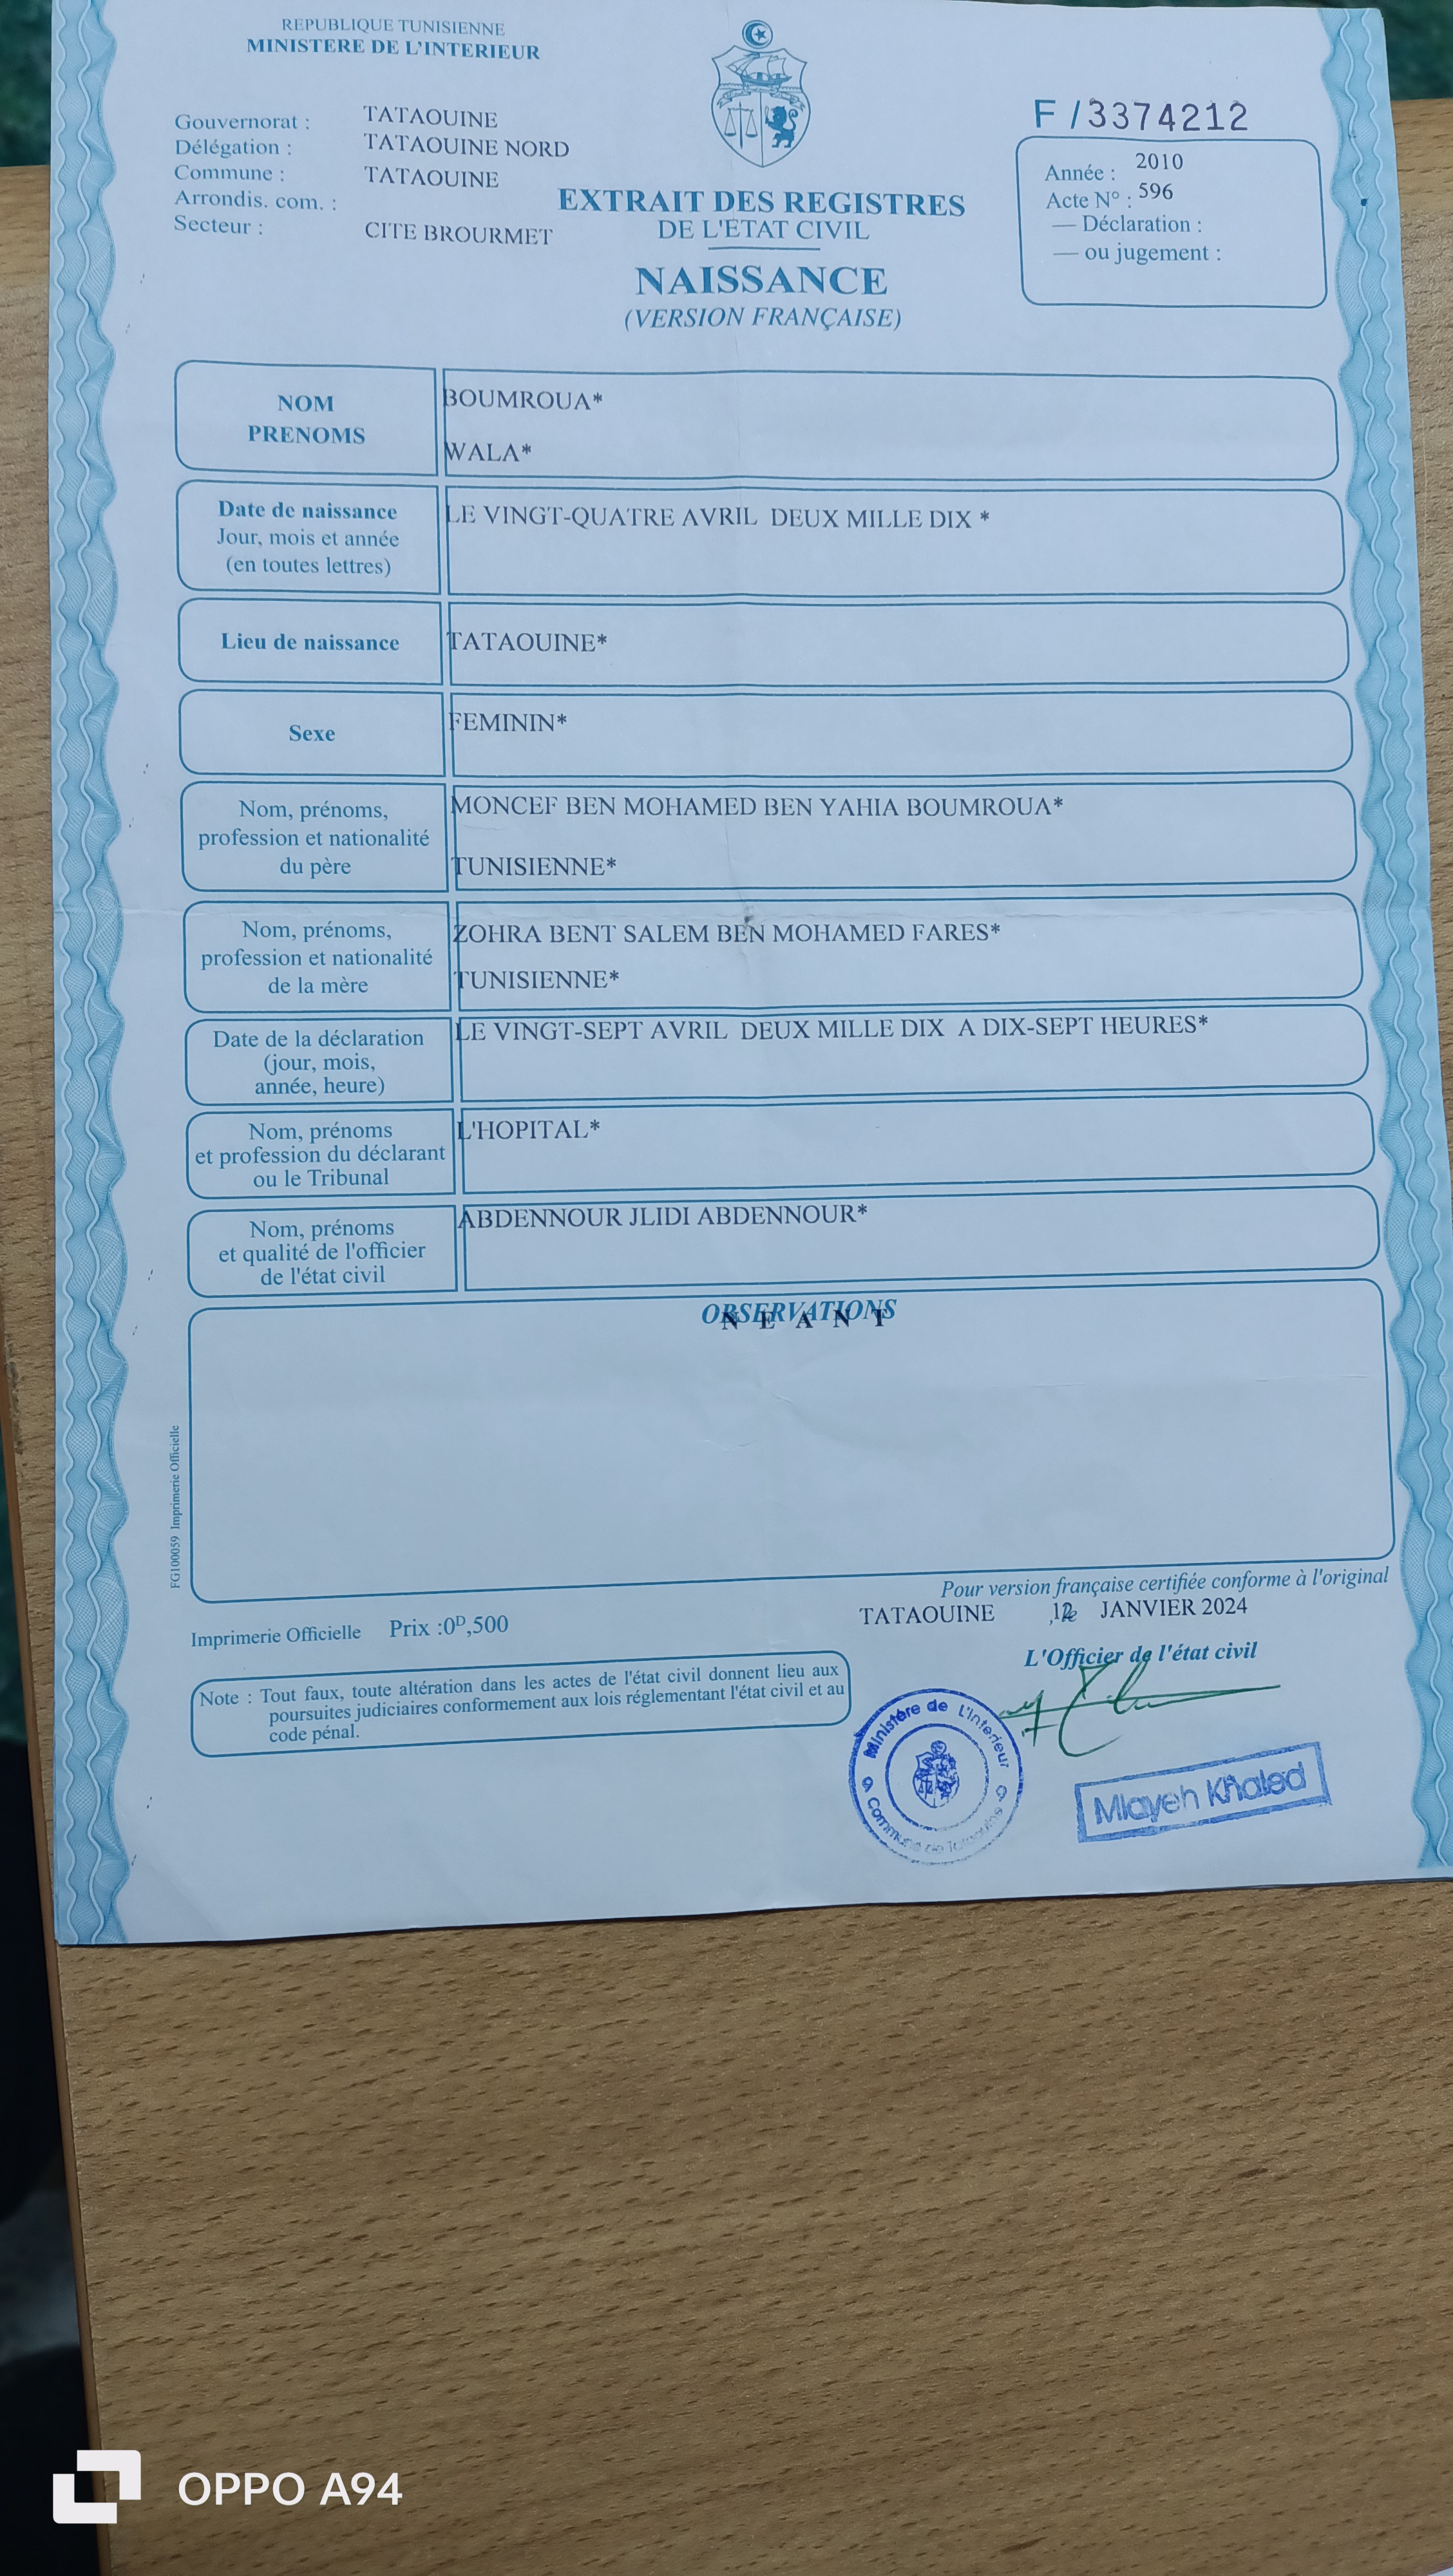 REPUBLIQUE TUNISIENNE
MINISTERE DE L'INTERIEUR
Gouvernorat : TATAOUINE
Délégation : TATAOUINE NORD
Commune : TATAOUINE
Arrondis. com. :
Secteur : CITE BROURMET
EXTRAIT DES REGISTRES
DE L'ÉTAT CIVIL
NAISSANCE
(VERSION FRANÇAISE)
F /3374212
Année : 2010
Acte N° : 596
— Déclaration :
— ou jugement :
NOM
PRENOMS
BOUMROUA*
WALA*
Date de naissance
Jour, mois et année
(en toutes lettres)
LE VINGT-QUATRE AVRIL DEUX MILLE DIX *
Lieu de naissance
TATAOUINE*
Sexe
FEMININ*
Nom, prénoms,
profession et nationalité
du père
MONCEF BEN MOHAMED BEN YAHIA BOUMROUA*
TUNISIENNE*
Nom, prénoms,
profession et nationalité
de la mère
ZOHRA BENT SALEM BEN MOHAMED FARES*
TUNISIENNE*
Date de la déclaration
(jour, mois,
année, heure)
LE VINGT-SEPT AVRIL DEUX MILLE DIX A DIX-SEPT HEURES*
Nom, prénoms
et profession du déclarant
ou le Tribunal
L'HOPITAL*
Nom, prénoms
et qualité de l'officier
de l'état civil
ABDENNOUR JLIDI ABDENNOUR*
OBSERVATIONS
N E A N T
FG100059 Imprimerie Officielle
Pour version française certifiée conforme à l'original
TATAOUINE ,le 12 JANVIER 2024
L'Officier de l'état civil
Imprimerie Officielle Prix :0D,500
Note : Tout faux, toute altération dans les actes de l'état civil donnent lieu aux
poursuites judiciaires conformement aux lois réglementant l'état civil et au
code pénal.
Ministère de L'Interieur
Commune de Tataouine
Mlayeh Khaled
OPPO A94